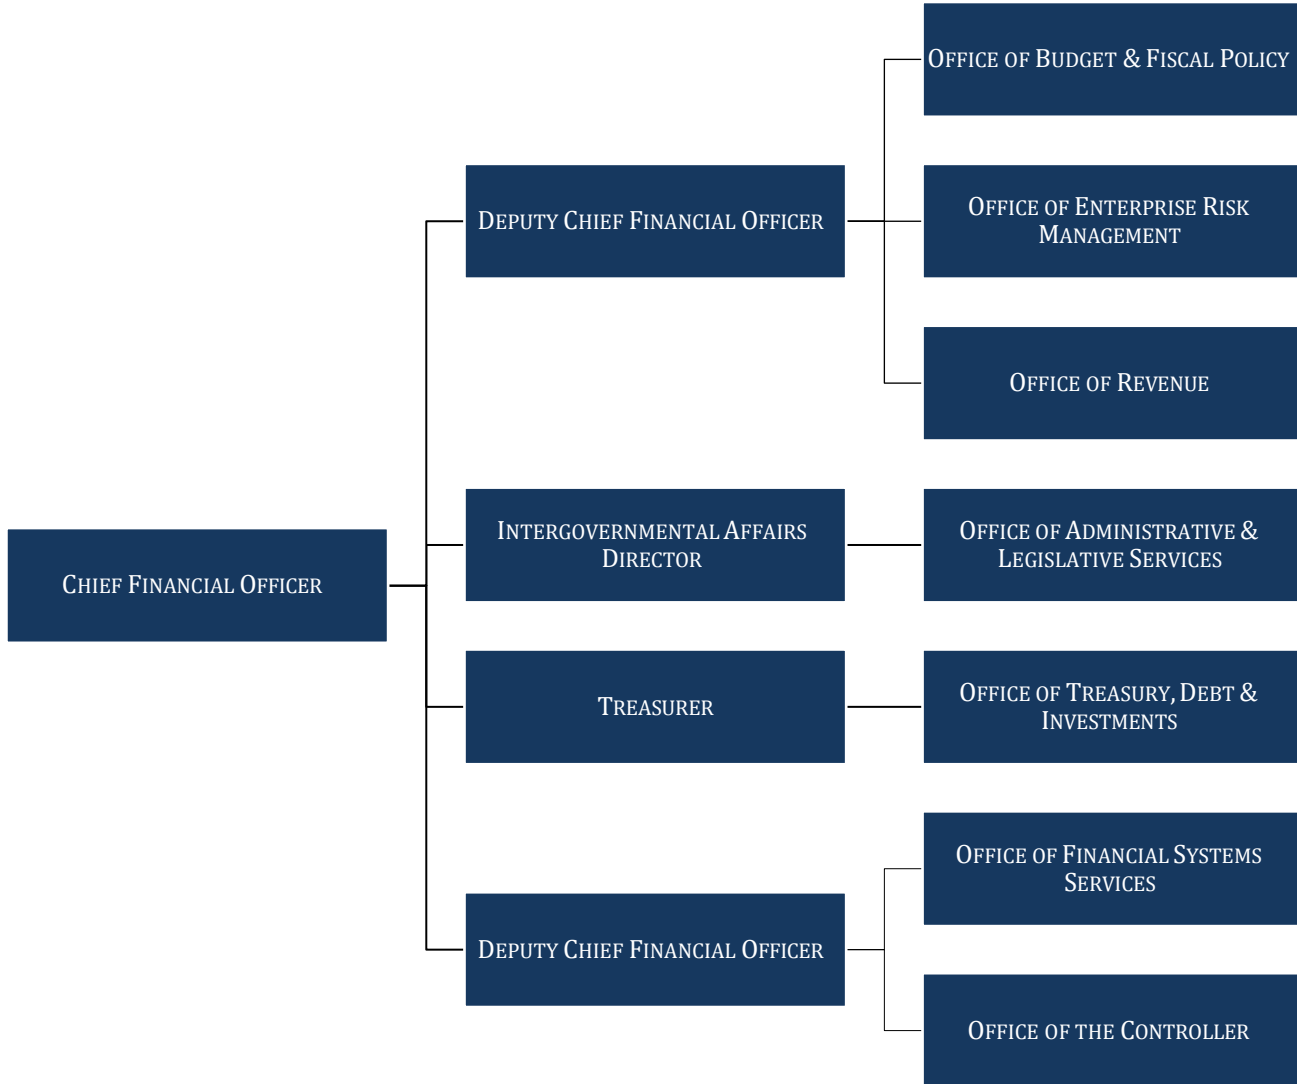 OFFICE OF BUDGET & FISCAL POLICY
DEPUTY CHIEF FINANCIAL OFFICER
OFFICE OF ENTERPRISE RISK
MANAGEMENT
OFFICE OF REVENUE
CHIEF FINANCIAL OFFICER
INTERGOVERNMENTAL AFFAIRS
DIRECTOR
OFFICE OF ADMINISTRATIVE &
LEGISLATIVE SERVICES
TREASURER
OFFICE OF TREASURY, DEBT &
INVESTMENTS
DEPUTY CHIEF FINANCIAL OFFICER
OFFICE OF FINANCIAL SYSTEMS
SERVICES
OFFICE OF THE CONTROLLER